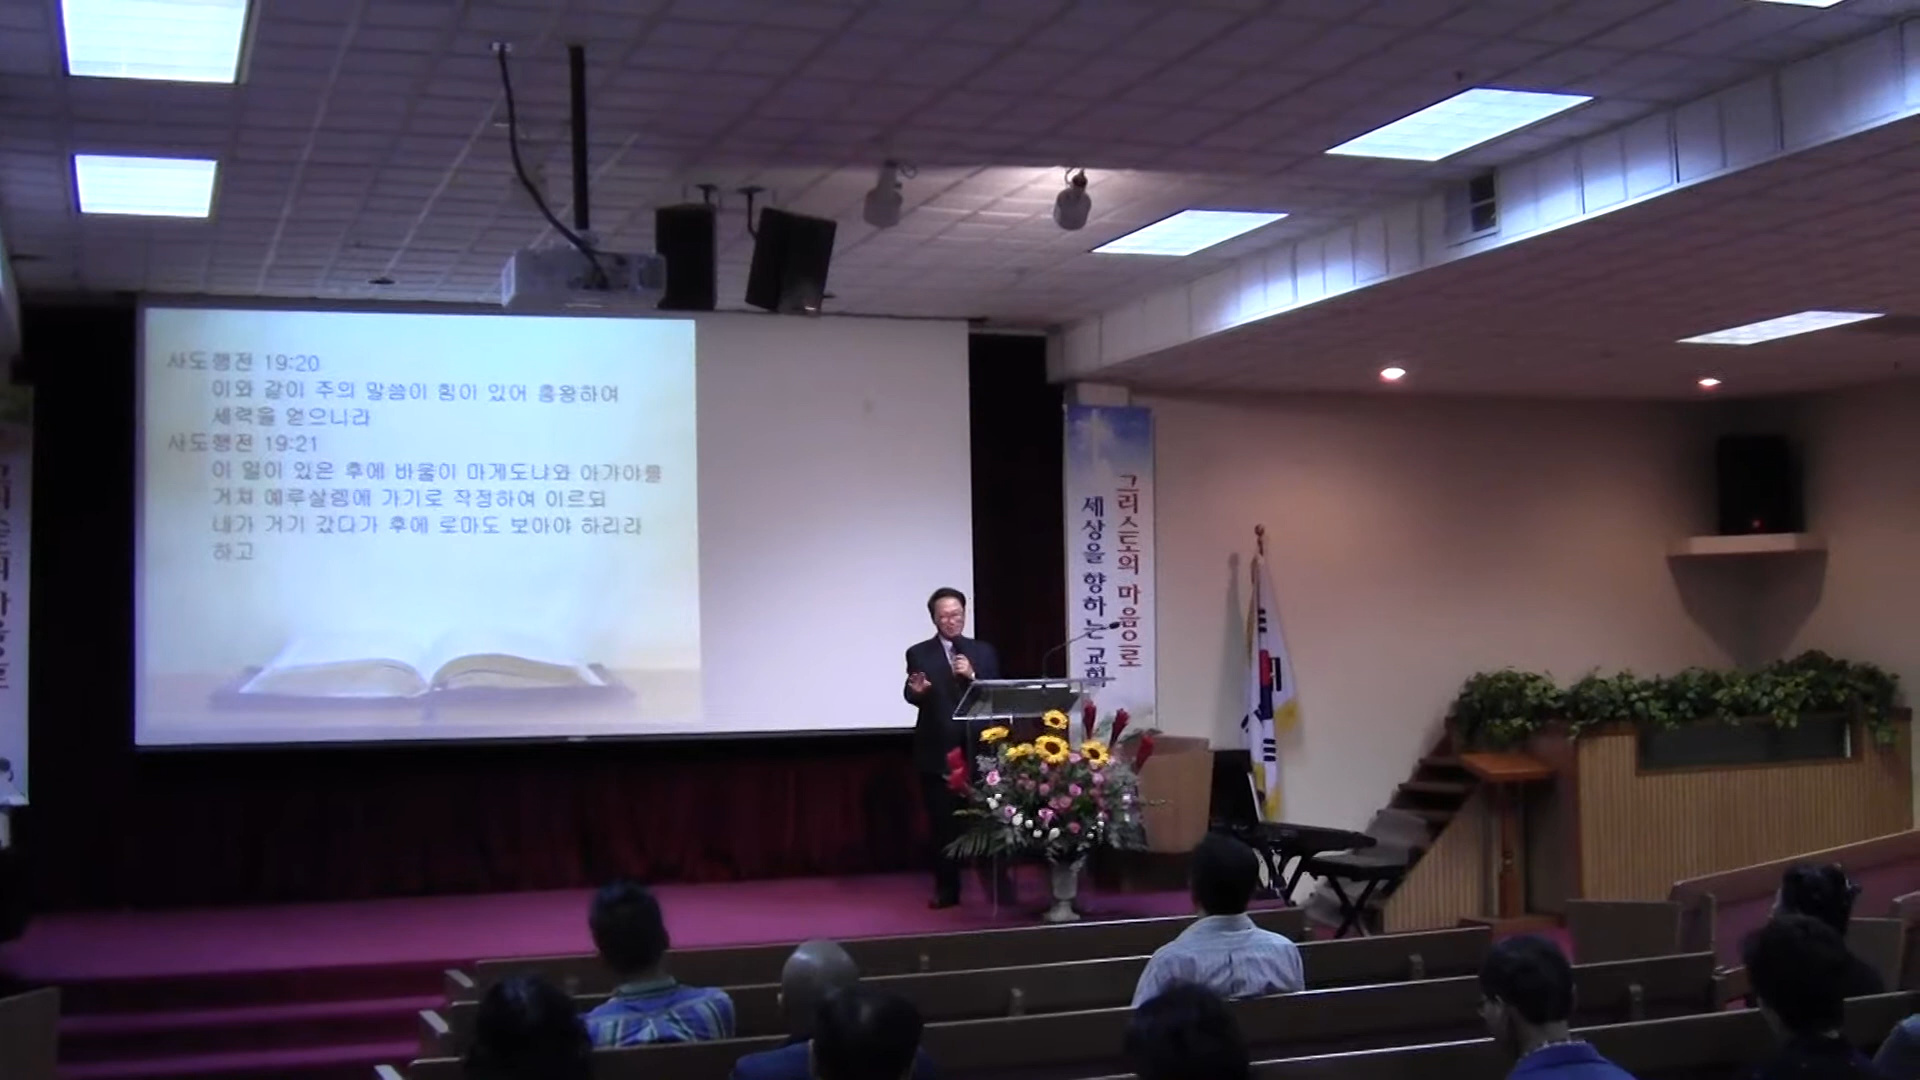 사도행전 19:20
이와 같이 주의 말씀이 힘이 있어 흥왕하여
세력을 얻으니라
사도행전 19:21
이 일이 있은 후에 바울이 마게도냐와 아가야를
거쳐 예루살렘에 가기로 작정하여 이르되
내가 거기 갔다가 후에 로마도 보아야 하리라
하고
그리스도의 마음으로
세상을 향하는 교회